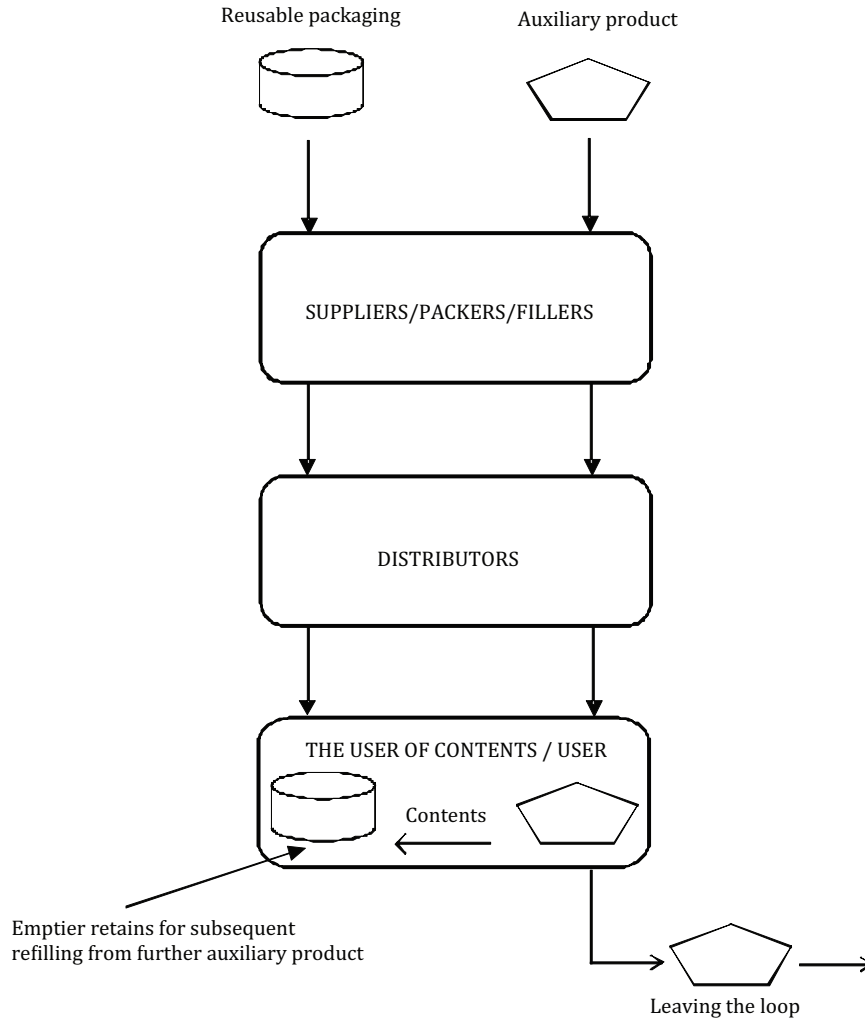 Reusable packaging
Auxiliary product
SUPPLIERS/PACKERS/FILLERS
DISTRIBUTORS
THE USER OF CONTENTS / USER
Contents
Emptier retains for subsequent
refilling from further auxiliary product
Leaving the loop